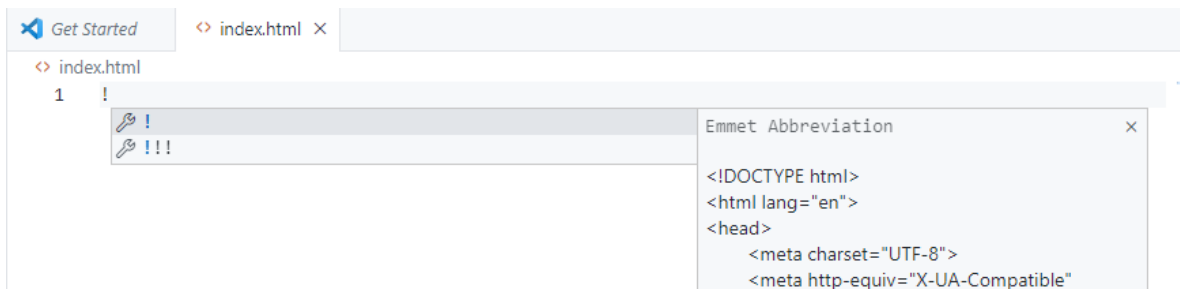 Get Started
index.html
index.html
1 !
!
!!!
Emmet Abbreviation
<!DOCTYPE html>
<html lang="en">
<head>
<meta charset="UTF-8">
<meta http-equiv="X-UA-Compatible"